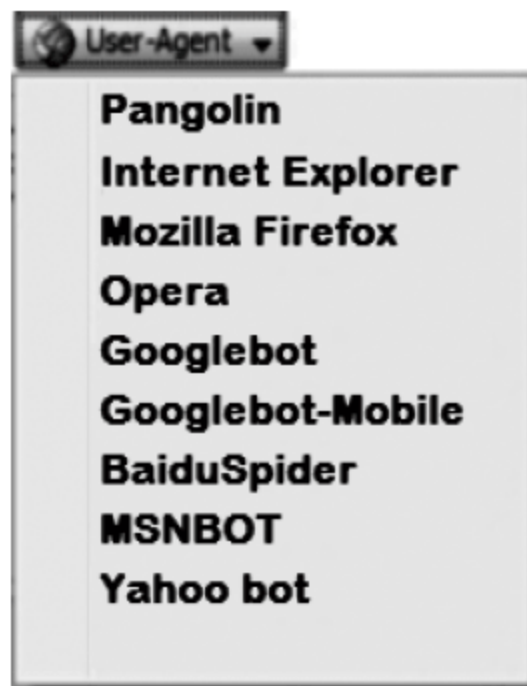 User-Agent
Pangolin
Internet Explorer
Mozilla Firefox
Opera
Googlebot
Googlebot-Mobile
BaiduSpider
MSNBOT
Yahoo bot